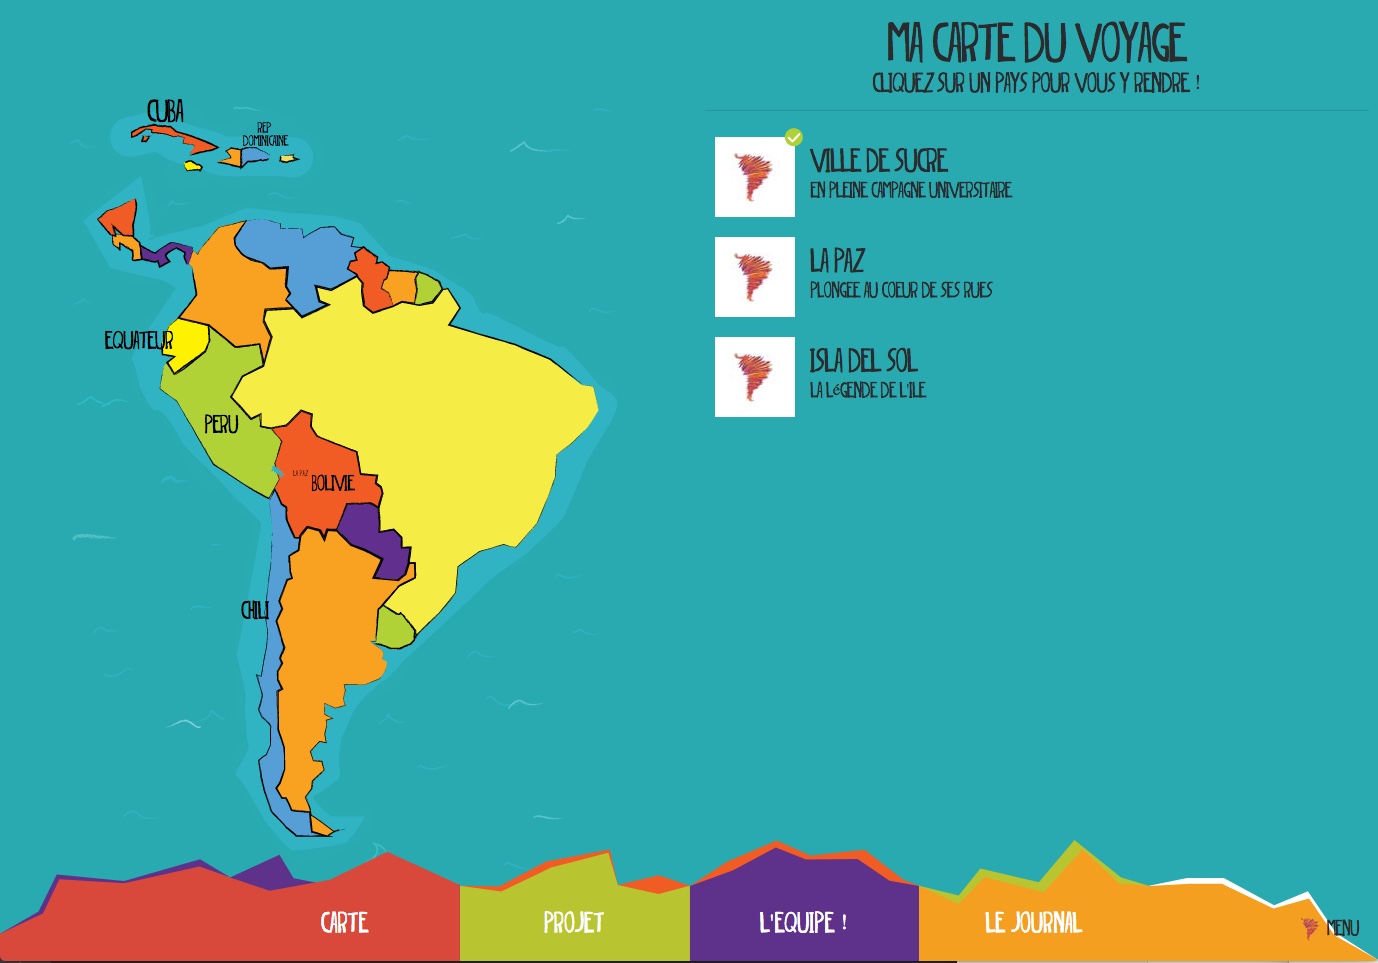 MA CARTE DU VOYAGE
CLIQUEZ SUR UN PAYS POUR VOUS Y RENDRE !
CUBA
REP
DOMINICAINE
EQUATEUR
PERU
LA PAZ
BOLIVIE
CHILI
VILLE DE SUCRE
EN PLEINE CAMPAGNE UNIVERSITAIRE
LA PAZ
PLONGEE AU COEUR DE SES RUES
ISLA DEL SOL
LA LéGENDE DE L'ILE
CARTE
PROJET
L'EQUIPE !
LE JOURNAL
MENU